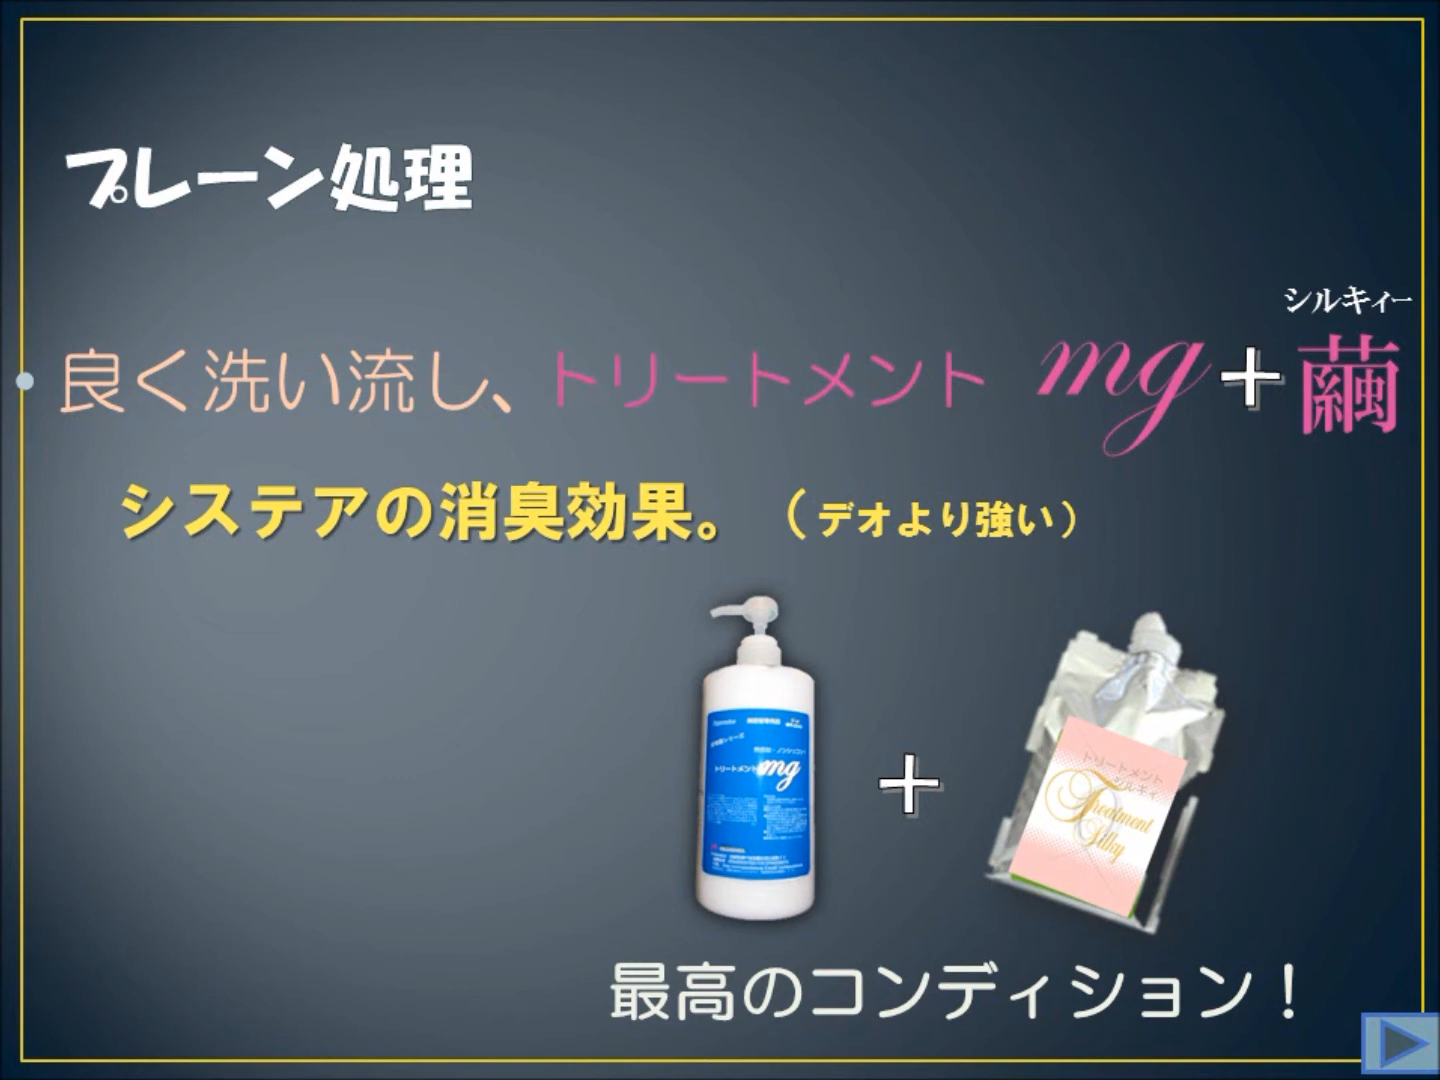 プレーン処理
シルキィー
良く洗い流し、トリートメント mg+繭
システアの消臭効果。（デオより強い）
トリートメントmg
+
トリートメント
シルキィ
Treatment
Silky
最高のコンディション！